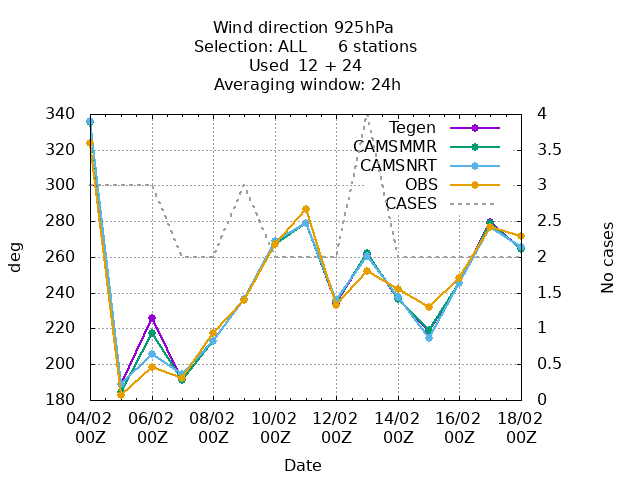 Wind direction 925hPa
Selection: ALL 6 stations
Used 12 + 24
Averaging window: 24h
340 4
320 3.5
300 3
280 2.5
260 2
240 1.5
220 1
200 0.5
180 0
Tegen
CAMSMMR
CAMSNRT
OBS
CASES
deg
No cases
04/02 06/02 08/02 10/02 12/02 14/02 16/02 18/02
00Z 00Z 00Z 00Z 00Z 00Z 00Z 00Z
Date